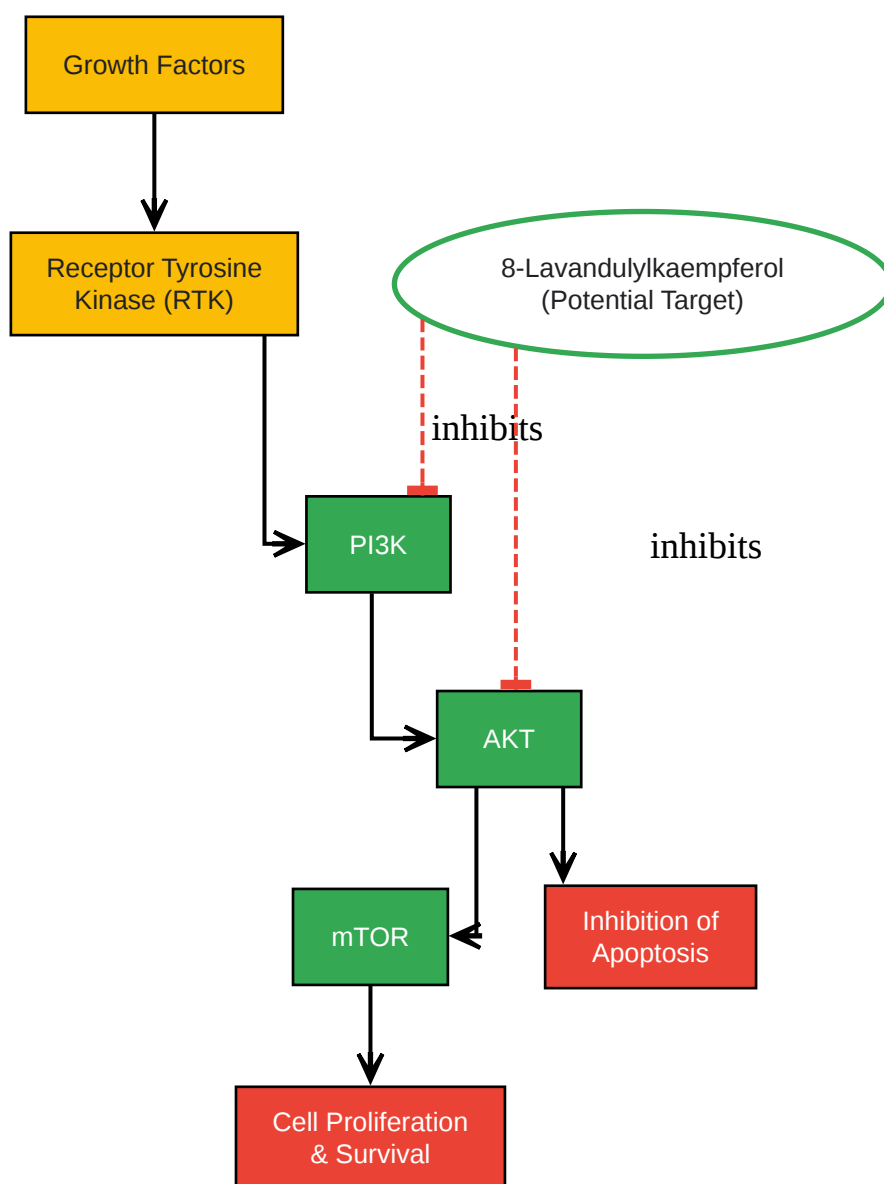 Growth Factors
Receptor Tyrosine
Kinase (RTK)
8-Lavandulylkaempferol
(Potential Target)
inhibits
PI3K
inhibits
AKT
mTOR
Inhibition of
Apoptosis
Cell Proliferation
& Survival